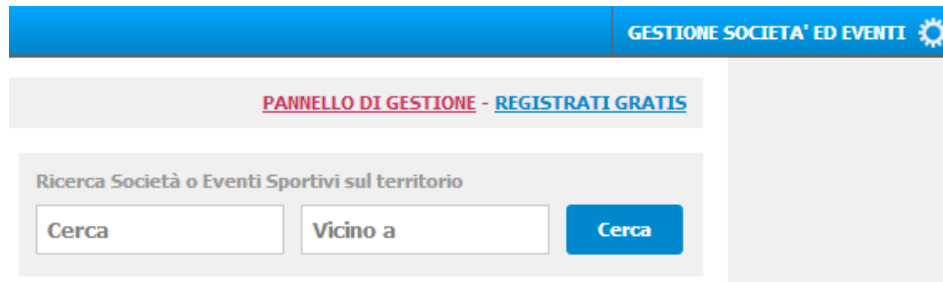 GESTIONE SOCIETA' ED EVENTI
PANNELLO DI GESTIONE - REGISTRATI GRATIS
Ricerca Società o Eventi Sportivi sul territorio
Cerca Vicino a Cerca